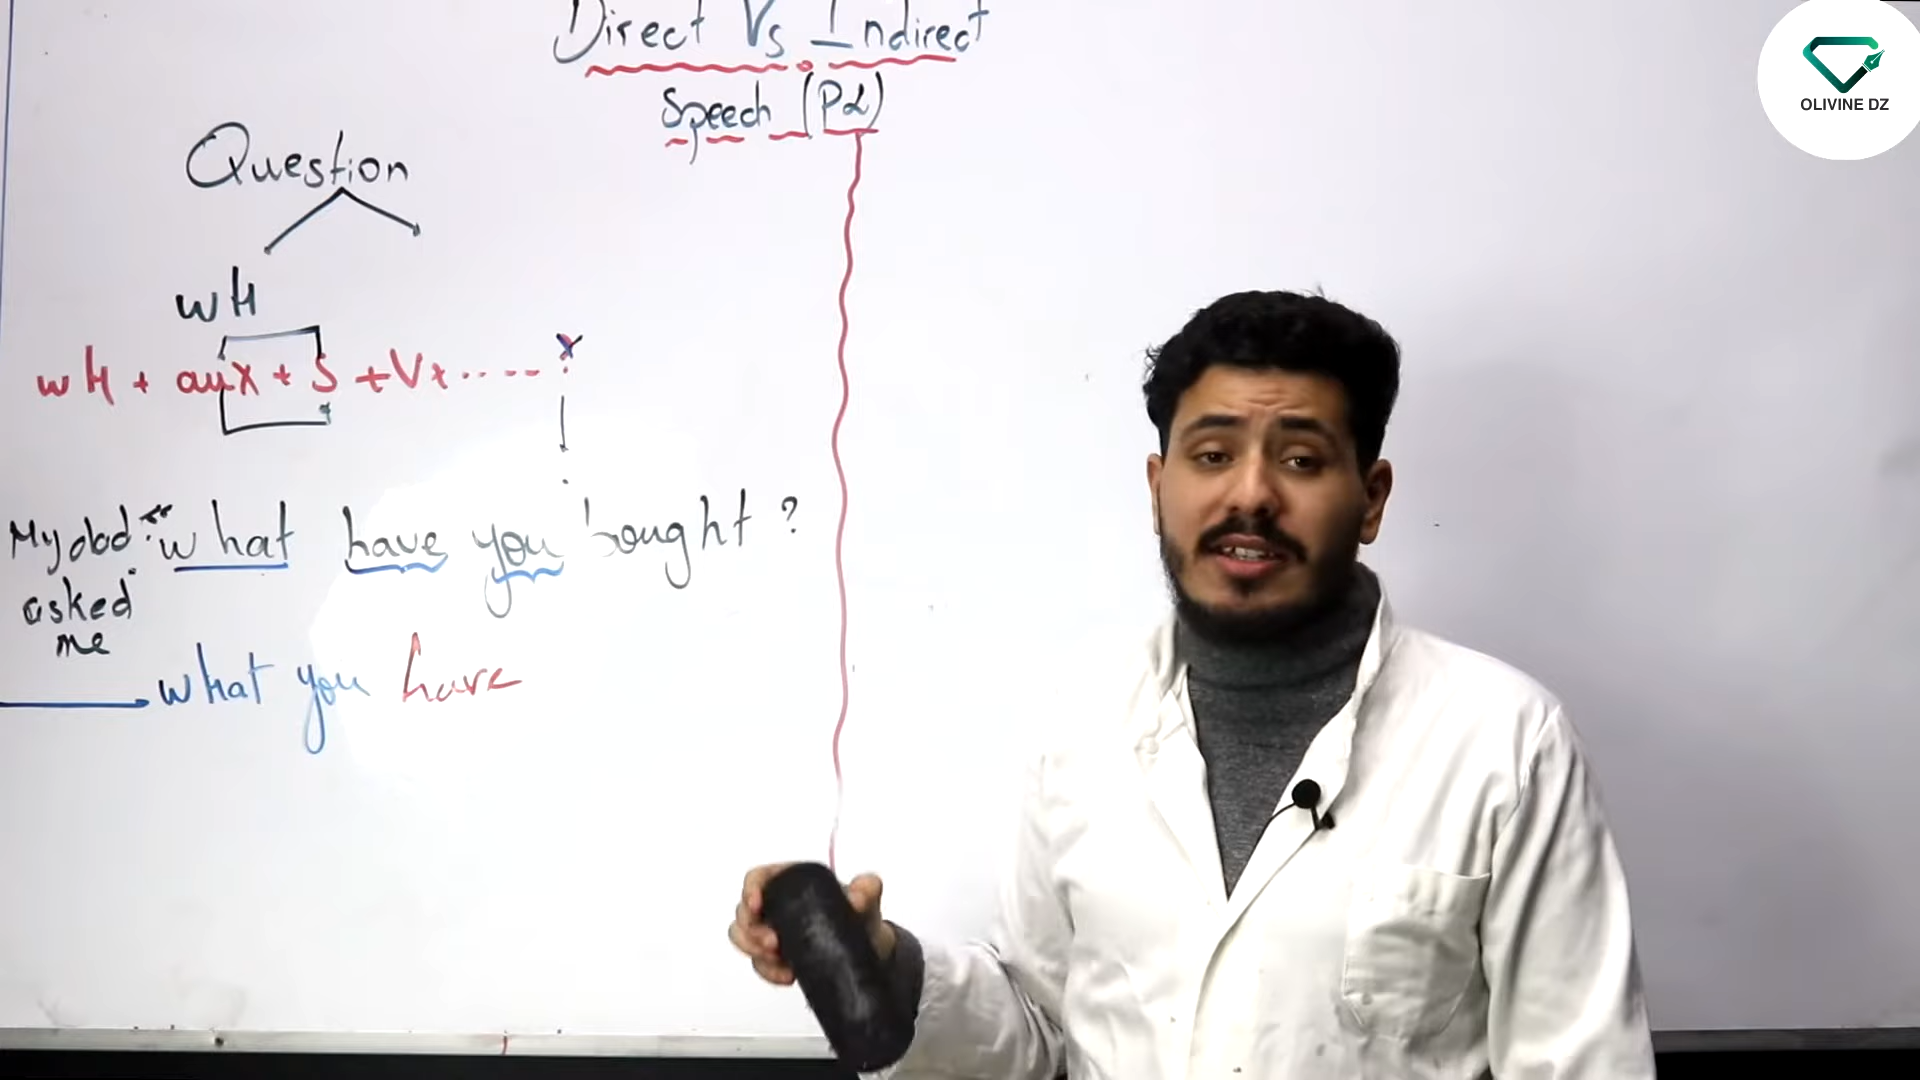 Direct Vs Indirect
Speech (P2)
OLIVINE DZ
Question
WH
WH + aux + S + V + ..... ?
My dad : " what have you bought ?
asked
me
what you have